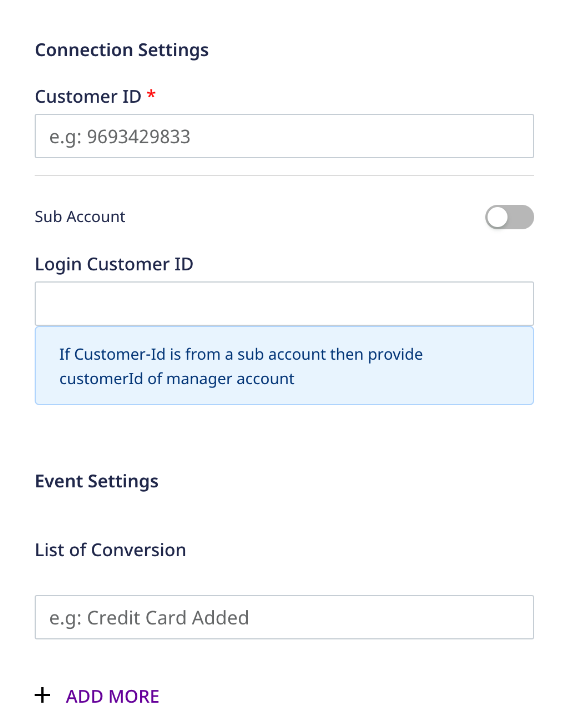 Connection Settings
Customer ID *
e.g: 9693429833
Sub Account
Login Customer ID
If Customer-Id is from a sub account then provide
customerId of manager account
Event Settings
List of Conversion
e.g: Credit Card Added
+ ADD MORE